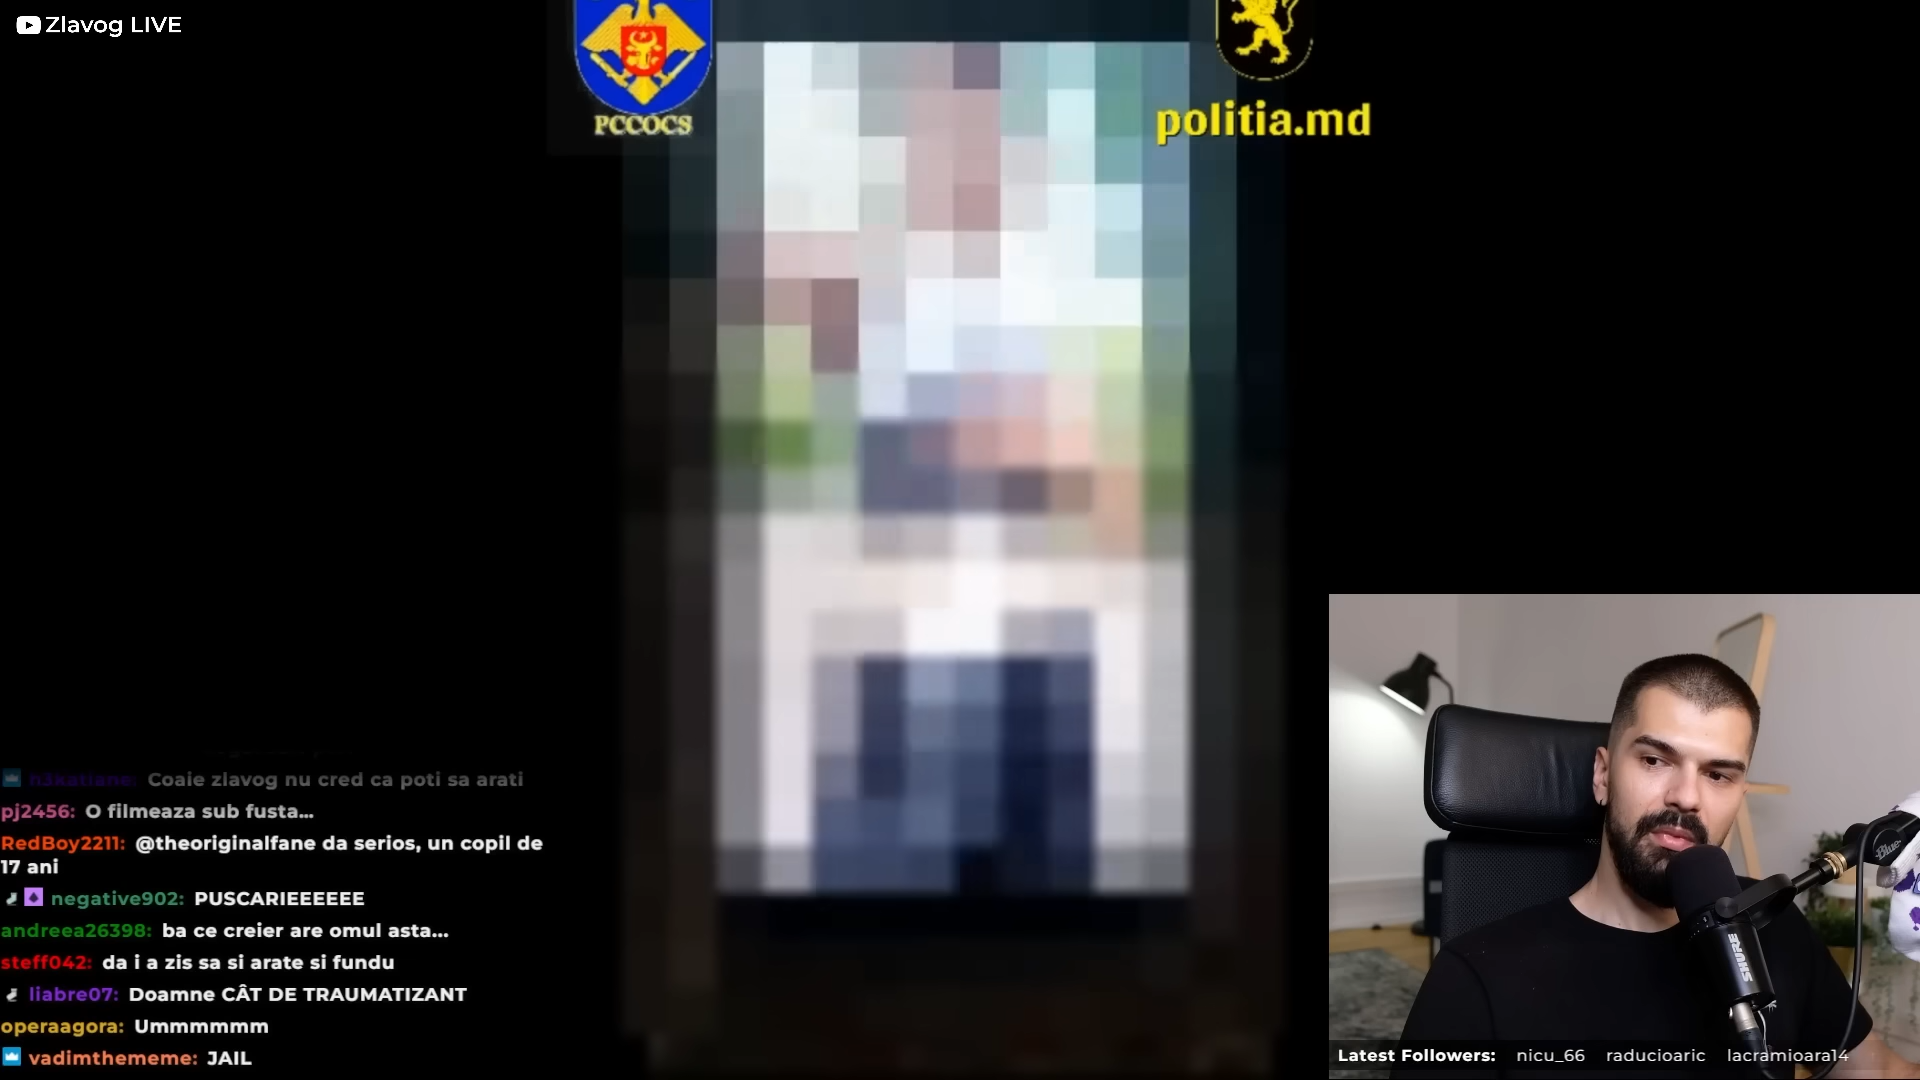 Zlavog LIVE
PCCOCS
politia.md
h3katiane: Coaie zlavog nu cred ca poti sa arati
pj2456: O filmeaza sub fusta...
RedBoy2211: @theoriginalfane da serios, un copil de
17 ani
negative902: PUSCARIEEEEEE
andreea26398: ba ce creier are omul asta...
steff042: da i a zis sa si arate si fundu
liabre07: Doamne CÂT DE TRAUMATIZANT
operaagora: Ummmmmm
vadimthememe: JAIL
Blue
SHURE
Latest Followers: nicu_66 raducioaric lacramioara14